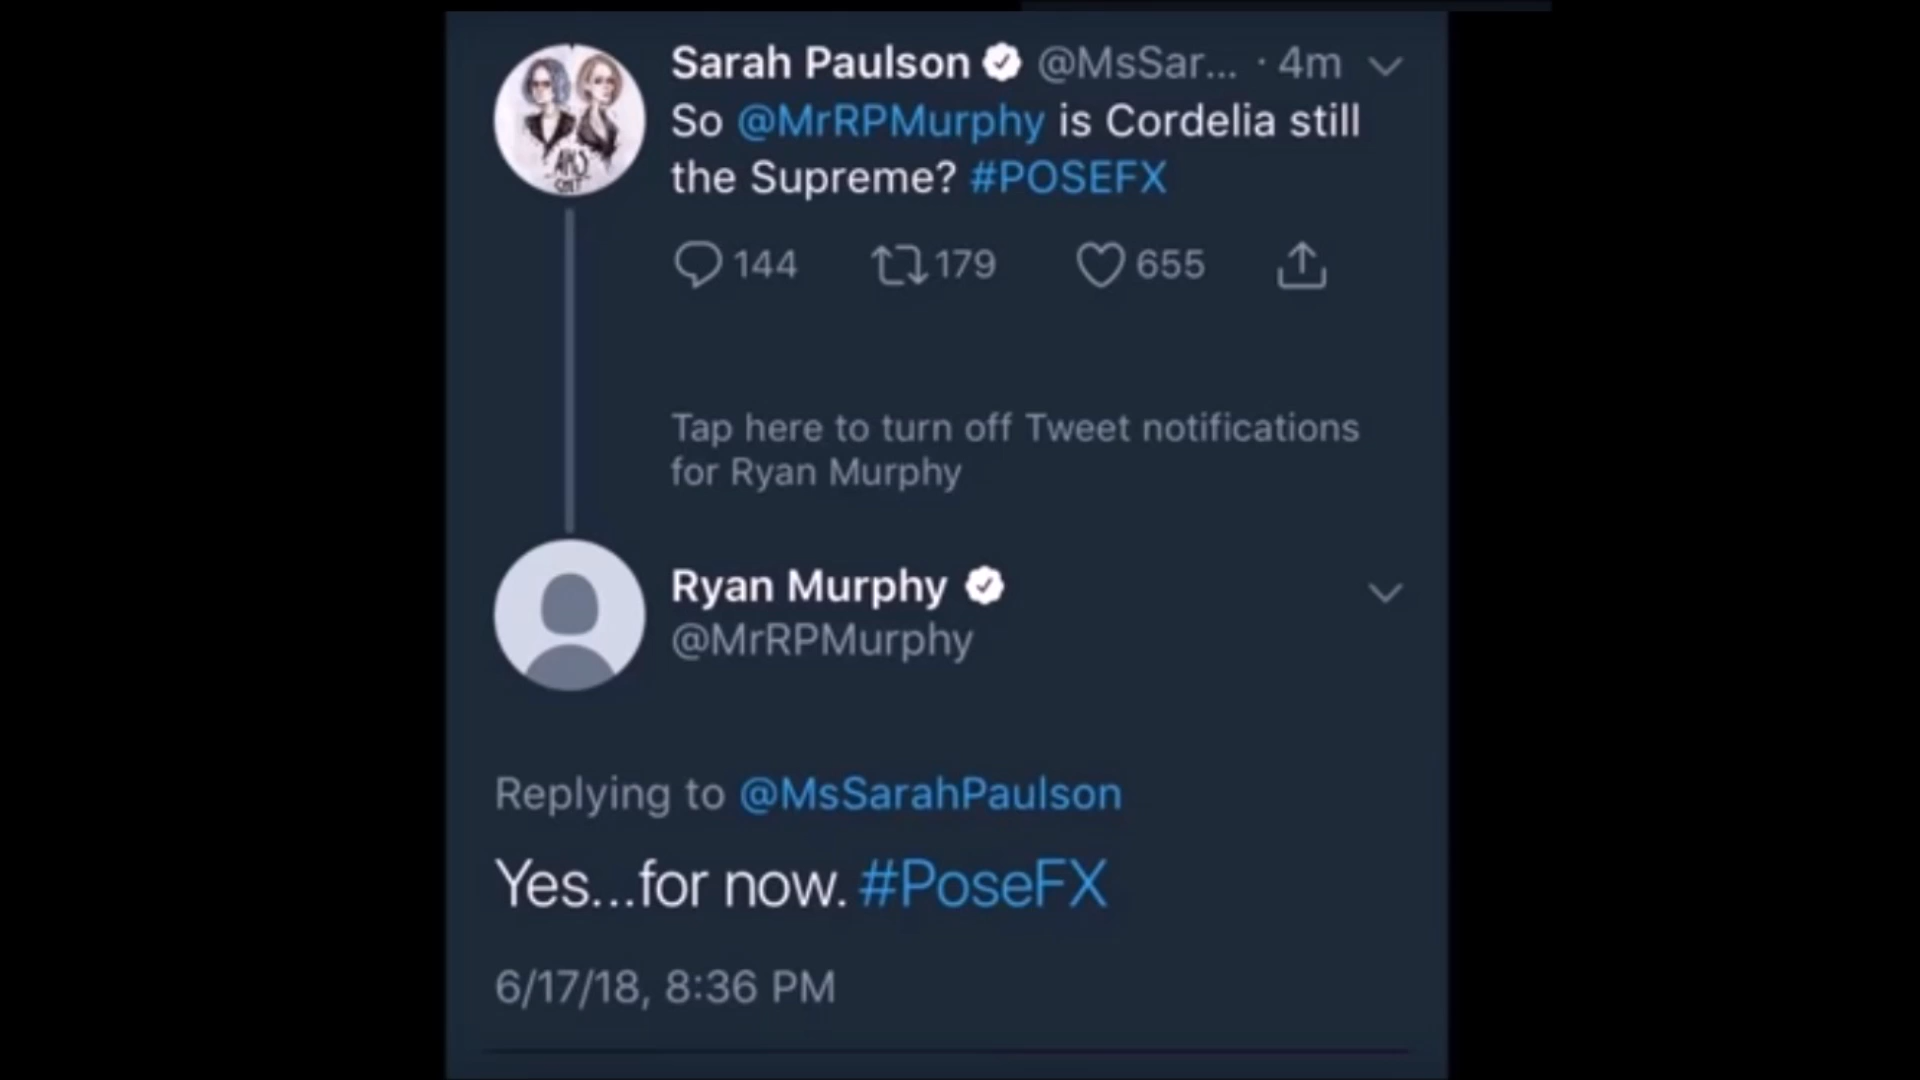 Sarah Paulson @MsSar... · 4m
So @MrRPMurphy is Cordelia still
the Supreme? #POSEFX
144 179 655
Tap here to turn off Tweet notifications
for Ryan Murphy
Ryan Murphy
@MrRPMurphy
Replying to @MsSarahPaulson
Yes...for now. #PoseFX
6/17/18, 8:36 PM